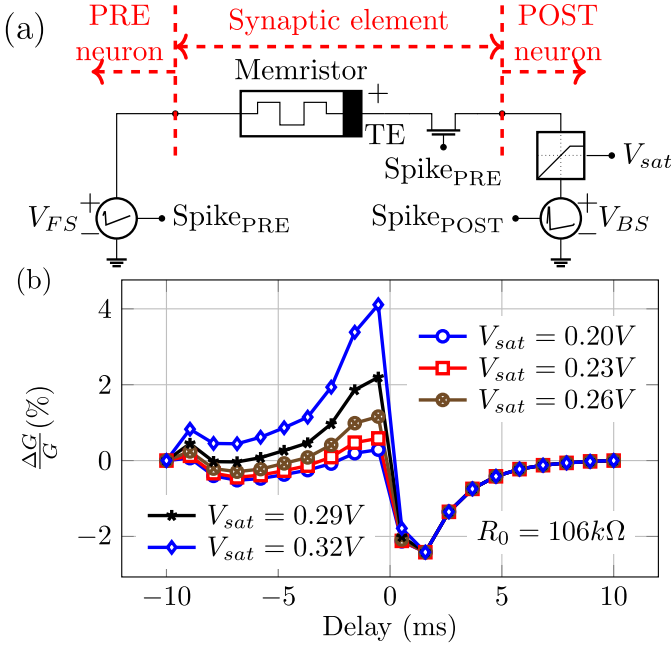 (a)
PRE
neuron
Synaptic element
POST
neuron
Memristor
+
TE
Spike_PRE
V_sat
+
V_FS
−
Spike_PRE
Spike_POST
+
V_BS
−
(b)
V_sat = 0.20V
V_sat = 0.23V
V_sat = 0.26V
V_sat = 0.29V
V_sat = 0.32V
R_0 = 106kΩ
ΔG/G (%)
4
2
0
−2
−10
−5
0
5
10
Delay (ms)